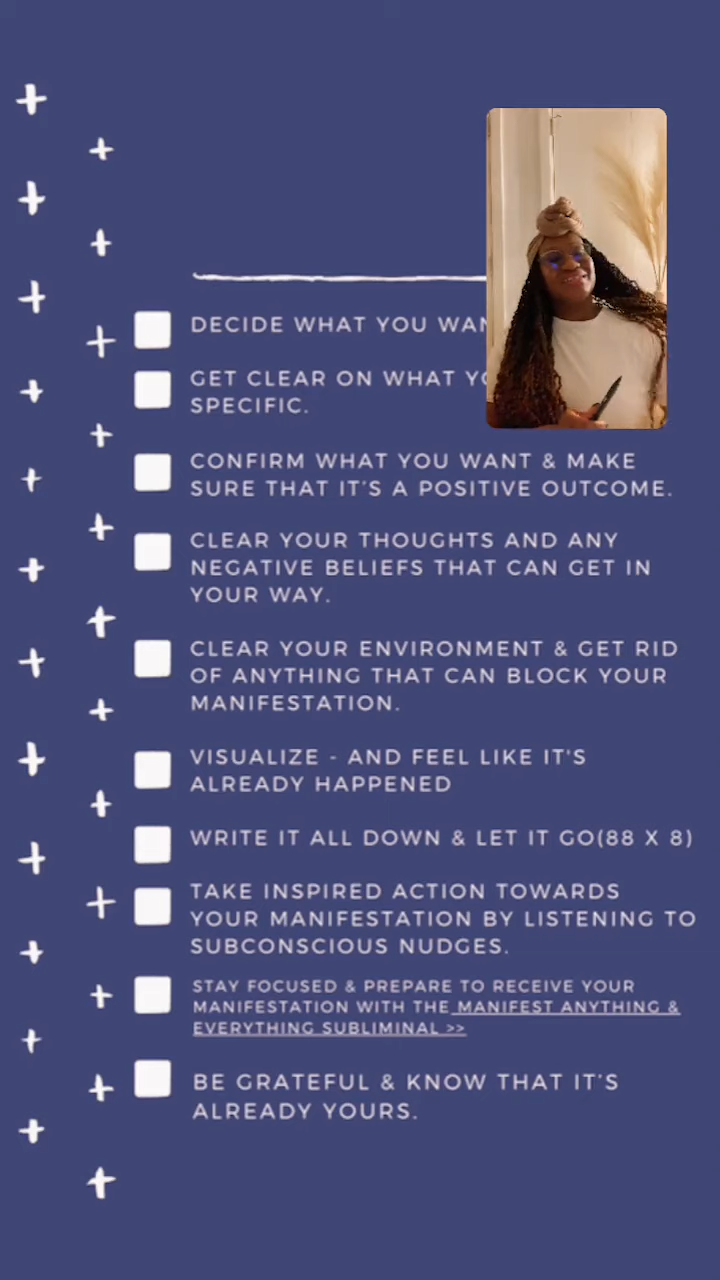 DECIDE WHAT YOU
GET CLEAR ON WHAT
SPECIFIC.
CONFIRM WHAT YOU WANT & MAKE
SURE THAT IT'S A POSITIVE OUTCOME.
CLEAR YOUR THOUGHTS AND ANY
NEGATIVE BELIEFS THAT CAN GET IN
YOUR WAY.
CLEAR YOUR ENVIRONMENT & GET RID
OF ANYTHING THAT CAN BLOCK YOUR
MANIFESTATION.
VISUALIZE - AND FEEL LIKE IT'S
ALREADY HAPPENED
WRITE IT ALL DOWN & LET IT GO(88 X 8)
TAKE INSPIRED ACTION TOWARDS
YOUR MANIFESTATION BY LISTENING TO
SUBCONSCIOUS NUDGES.
STAY FOCUSED & PREPARE TO RECEIVE YOUR
MANIFESTATION WITH THE MANIFEST ANYTHING &
EVERYTHING SUBLIMINAL >>
BE GRATEFUL & KNOW THAT IT'S
ALREADY YOURS.